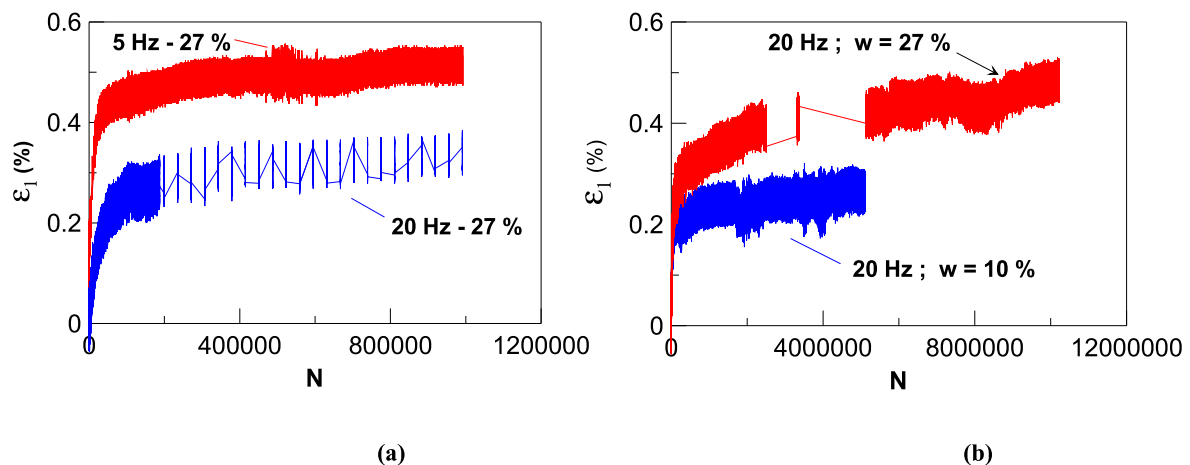 0.6
5 Hz - 27 %
0.4
ε1 (%)
0.2
20 Hz - 27 %
0
0 400000 800000 1200000
N
(a)
0.6
20 Hz ; w = 27 %
0.4
ε1 (%)
0.2
20 Hz ; w = 10 %
0
0 4000000 8000000 12000000
N
(b)